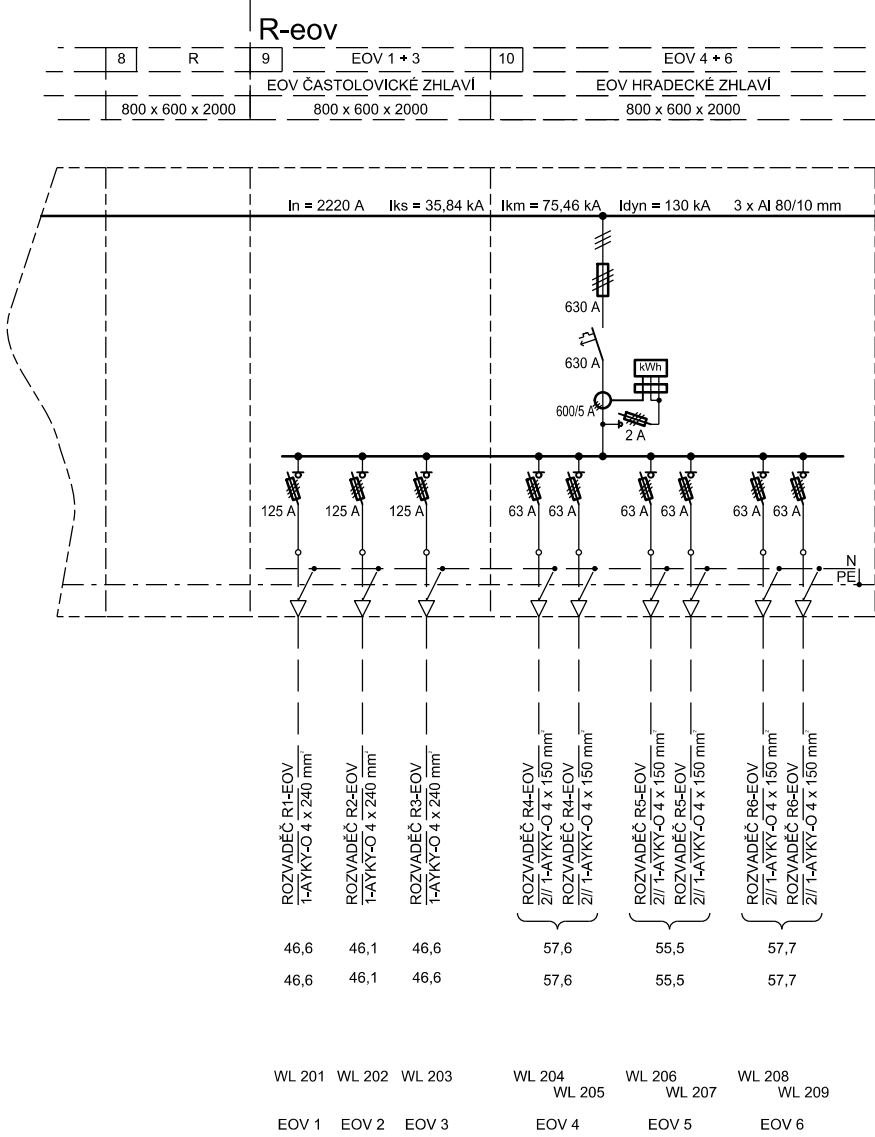 R-eov
8 R 9 EOV 1 + 3 10 EOV 4 + 6
EOV ČASTOLOVICKÉ ZHLAVÍ EOV HRADECKÉ ZHLAVÍ
800 x 600 x 2000 800 x 600 x 2000 800 x 600 x 2000
In = 2220 A Iks = 35,84 kA Ikm = 75,46 kA Idyn = 130 kA 3 x Al 80/10 mm
630 A
630 A
kWh
600/5 A
2 A
125 A 125 A 125 A 63 A 63 A 63 A 63 A 63 A 63 A
N
PE
ROZVADĚČ R1-EOV
1-AYKY-O 4 x 240 mm²
ROZVADĚČ R2-EOV
1-AYKY-O 4 x 240 mm²
ROZVADĚČ R3-EOV
1-AYKY-O 4 x 240 mm²
ROZVADĚČ R4-EOV
2// 1-AYKY-O 4 x 150 mm²
ROZVADĚČ R4-EOV
2// 1-AYKY-O 4 x 150 mm²
ROZVADĚČ R5-EOV
2// 1-AYKY-O 4 x 150 mm²
ROZVADĚČ R5-EOV
2// 1-AYKY-O 4 x 150 mm²
ROZVADĚČ R6-EOV
2// 1-AYKY-O 4 x 150 mm²
ROZVADĚČ R6-EOV
2// 1-AYKY-O 4 x 150 mm²
46,6 46,1 46,6 57,6 55,5 57,7
46,6 46,1 46,6 57,6 55,5 57,7
WL 201 WL 202 WL 203 WL 204 WL 206 WL 208
WL 205 WL 207 WL 209
EOV 1 EOV 2 EOV 3 EOV 4 EOV 5 EOV 6